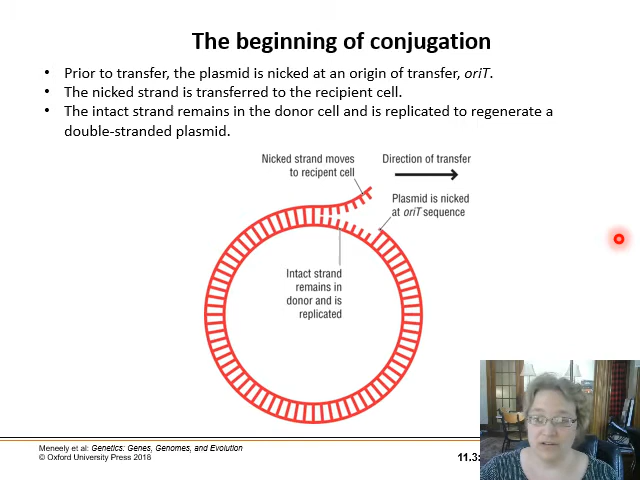 The beginning of conjugation
• Prior to transfer, the plasmid is nicked at an origin of transfer, oriT.
• The nicked strand is transferred to the recipient cell.
• The intact strand remains in the donor cell and is replicated to regenerate a
double-stranded plasmid.
Nicked strand moves
to recipent cell
Direction of transfer
Plasmid is nicked
at oriT sequence
Intact strand
remains in
donor and is
replicated
Meneely et al: Genetics: Genes, Genomes, and Evolution
© Oxford University Press 2018
11.3: